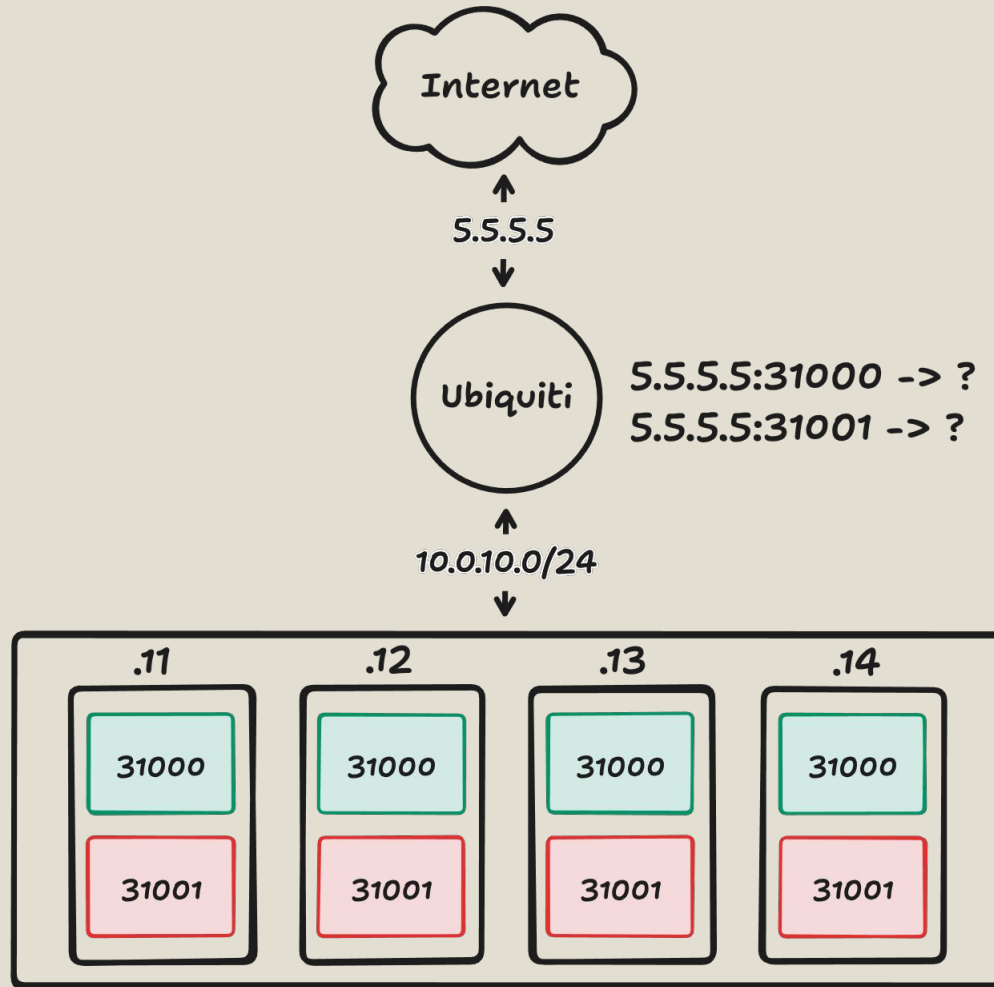 Internet
5.5.5.5
Ubiquiti
5.5.5.5:31000 -> ?
5.5.5.5:31001 -> ?
10.0.10.0/24
.11 .12 .13 .14
31000 31000 31000 31000
31001 31001 31001 31001